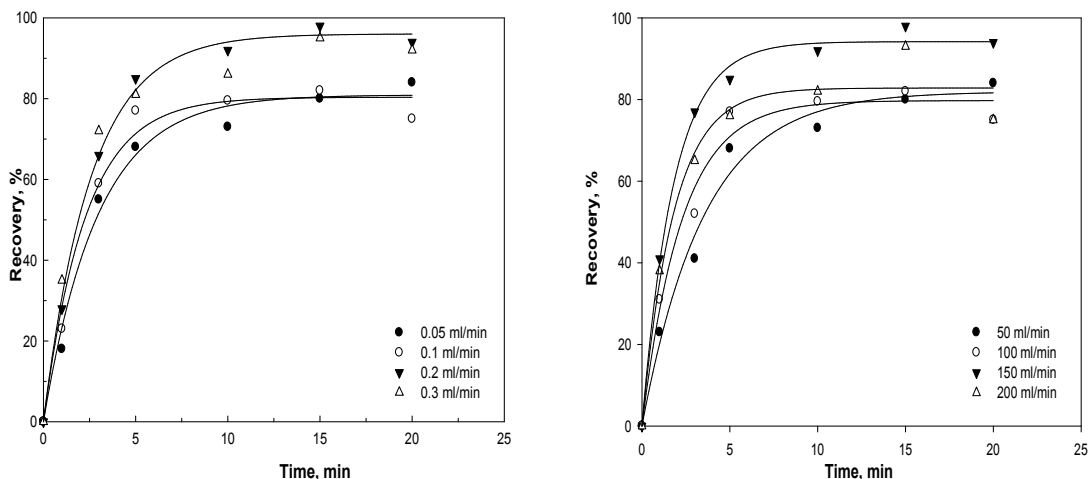 100
80
60
40
20
0
Recovery, %
0
5
10
15
20
25
Time, min
0.05 ml/min
0.1 ml/min
0.2 ml/min
0.3 ml/min
100
80
60
40
20
0
Recovery, %
0
5
10
15
20
25
Time, min
50 ml/min
100 ml/min
150 ml/min
200 ml/min